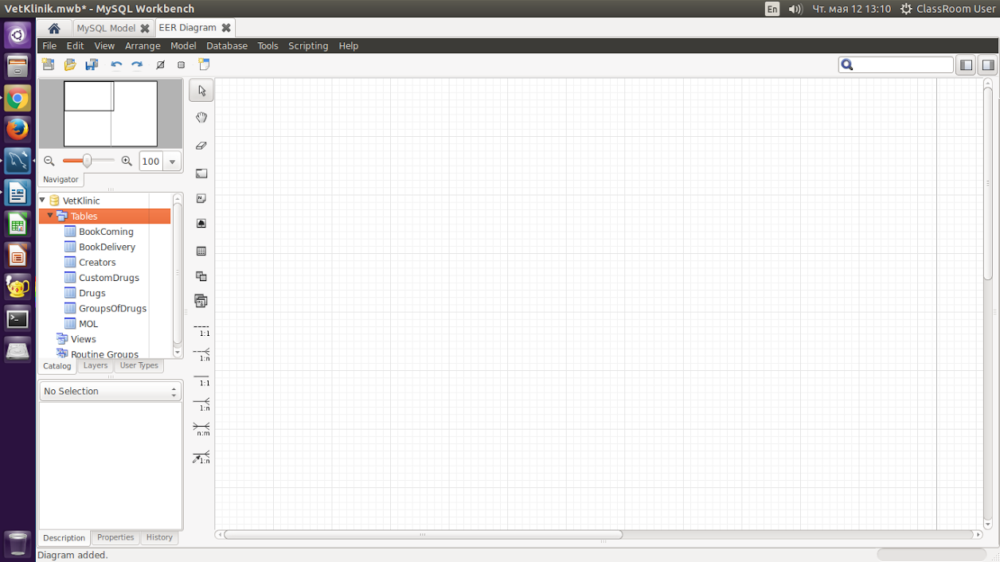 VetKlinik.mwb* - MySQL Workbench
En
Чт. мая 12 13:10
ClassRoom User
MySQL Model
EER Diagram
File Edit View Arrange Model Database Tools Scripting Help
100
Navigator
VetKlinic
Tables
BookComing
BookDelivery
Creators
CustomDrugs
Drugs
GroupsOfDrugs
MOL
Views
Routine Groups
Catalog Layers User Types
No Selection
Description Properties History
1:1
1:n
1:1
1:n
n:m
1:n
Diagram added.